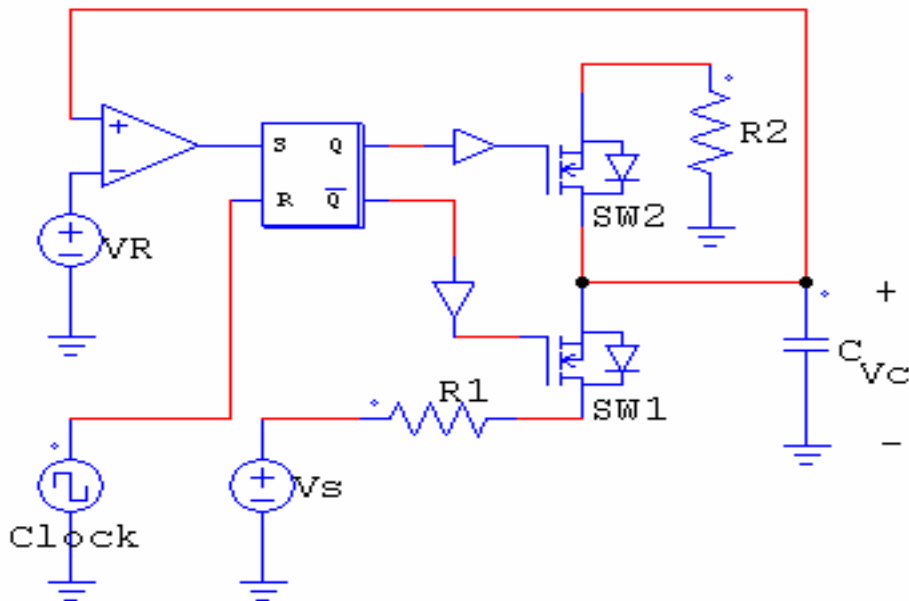 +
−
VR
S Q
R Q̅
R2
SW2
+
−
C
Vc
+
−
R1
SW1
+
−
Vs
Clock